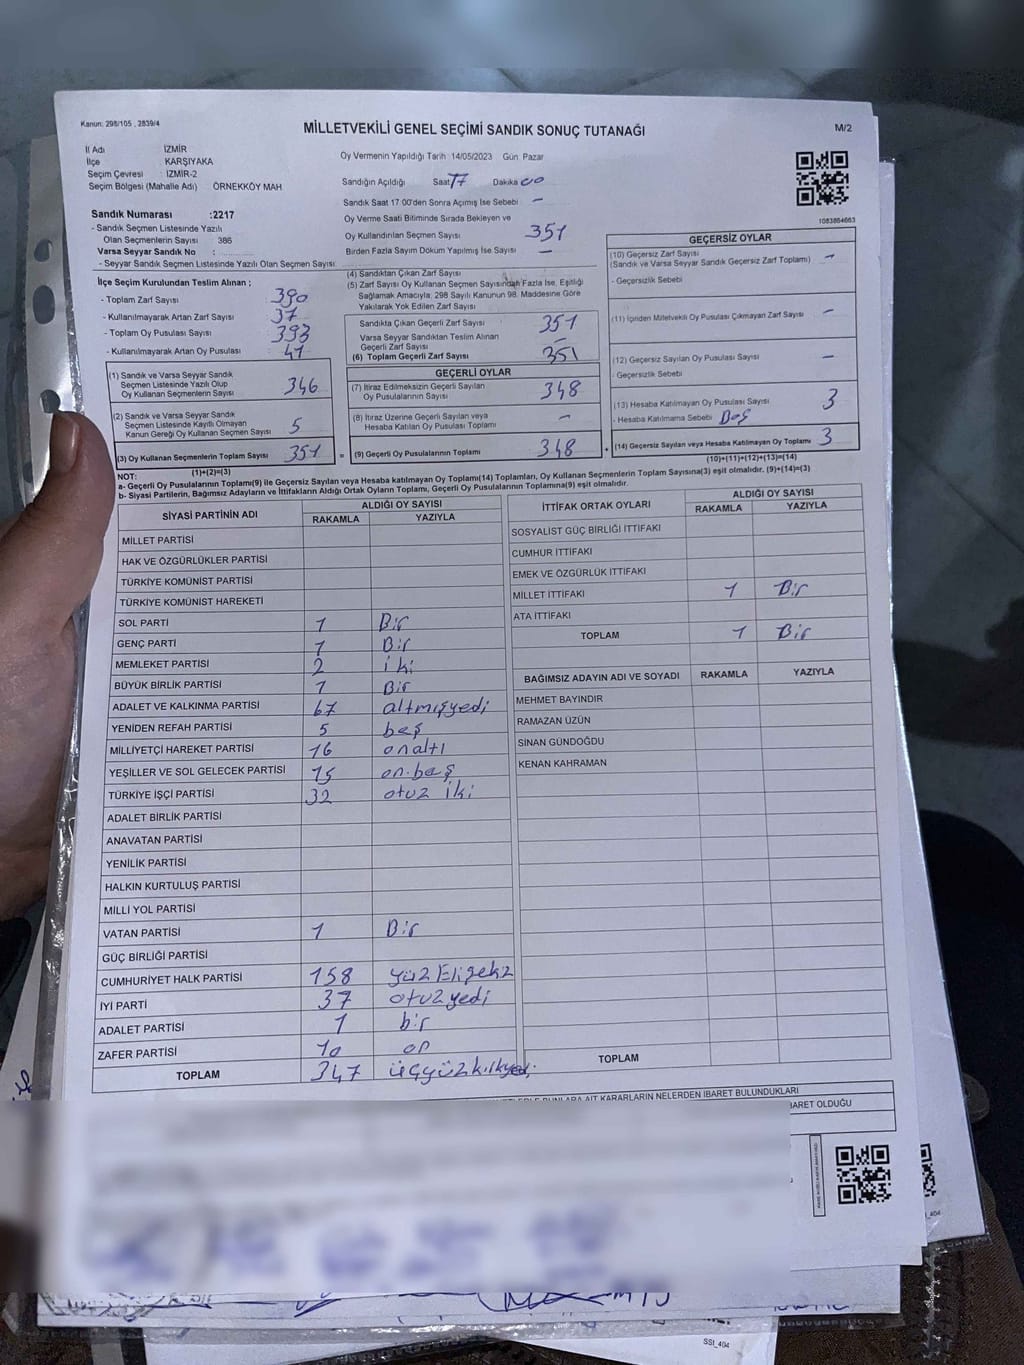 Kanun: 298/105 , 2839/4
MİLLETVEKİLİ GENEL SEÇİMİ SANDIK SONUÇ TUTANAĞI
M/2
İl Adı İZMİR
İlçe KARŞIYAKA
Seçim Çevresi İZMİR-2
Seçim Bölgesi (Mahalle Adı) ÖRNEKKÖY MAH
Sandık Numarası :2217
- Sandık Seçmen Listesinde Yazılı
Olan Seçmenlerin Sayısı 386
Varsa Seyyar Sandık No :
- Seyyar Sandık Seçmen Listesinde Yazılı Olan Seçmen Sayısı:
Oy Vermenin Yapıldığı Tarih 14/05/2023 Gün Pazar
Sandığın Açıldığı Saat 17 Dakika 00
Sandık Saat 17 00'den Sonra Açımış İse Sebebi -
Oy Verme Saati Bitiminde Sırada Bekleyen ve
Oy Kullandırılan Seçmen Sayısı 351
Birden Fazla Sayım Döküm Yapılmış İse Sayısı -
1083864663
İlçe Seçim Kurulundan Teslim Alınan ;
- Toplam Zarf Sayısı 390
- Kullanılmayarak Artan Zarf Sayısı 37
- Toplam Oy Pusulası Sayısı 393
- Kullanılmayarak Artan Oy Pusulası 41
(1) Sandık ve Varsa Seyyar Sandık
Seçmen Listesinde Yazılı Olup
Oy Kullanan Seçmenlerin Sayısı 346
(2) Sandık ve Varsa Seyyar Sandık
Seçmen Listesinde Kayıtlı Olmayan
Kanun Gereği Oy Kullanan Seçmen Sayısı 5
(3) Oy Kullanan Seçmenlerin Toplam Sayısı 351 =
(1)+(2)=(3)
(4) Sandıktan Çıkan Zarf Sayısı
(5) Zarf Sayısı Oy Kullanan Seçmen Sayısından Fazla İse, Eşitliği
Sağlamak Amacıyla; 298 Sayılı Kanunun 98. Maddesine Göre
Yakılarak Yok Edilen Zarf Sayısı
Sandıkta Çıkan Geçerli Zarf Sayısı 351
Varsa Seyyar Sandıktan Teslim Alınan
Geçerli Zarf Sayısı -
(6) Toplam Geçerli Zarf Sayısı 351
GEÇERLİ OYLAR
(7) İtiraz Edilmeksizin Geçerli Sayılan
Oy Pusulalarının Sayısı 348
(8) İtiraz Üzerine Geçerli Sayılan veya
Hesaba Katılan Oy Pusulası Toplamı -
(9) Geçerli Oy Pusulalarının Toplamı 348 +
GEÇERSİZ OYLAR
(10) Geçersiz Zarf Sayısı
(Sandık ve Varsa Seyyar Sandık Geçersiz Zarf Toplamı) -
- Geçersizlik Sebebi
(11) İçinden Milletvekili Oy Pusulası Çıkmayan Zarf Sayısı -
(12) Geçersiz Sayılan Oy Pusulası Sayısı -
- Geçersizlik Sebebi
(13) Hesaba Katılmayan Oy Pusulası Sayısı 3
- Hesaba Katılmama Sebebi Boş
(14) Geçersiz Sayılan veya Hesaba Katılmayan Oy Toplamı 3
(10)+(11)+(12)+(13)=(14)
NOT:
a- Geçerli Oy Pusulalarının Toplamı(9) ile Geçersiz Sayılan veya Hesaba katılmayan Oy Toplamı(14) Toplamları, Oy Kullanan Seçmenlerin Toplam Sayısına(3) eşit olmalıdır. (9)+(14)=(3)
b- Siyasi Partilerin, Bağımsız Adayların ve İttifakların Aldığı Ortak Oyların Toplamı, Geçerli Oy Pusulalarının Toplamına(9) eşit olmalıdır.
SİYASİ PARTİNİN ADI ALDIĞI OY SAYISI
RAKAMLA YAZIYLA
MİLLET PARTİSİ
HAK VE ÖZGÜRLÜKLER PARTİSİ
TÜRKİYE KOMÜNİST PARTİSİ
TÜRKİYE KOMÜNİST HAREKETİ
SOL PARTİ 1 Bir
GENÇ PARTİ 1 Bir
MEMLEKET PARTİSİ 2 iki
BÜYÜK BİRLİK PARTİSİ 1 Bir
ADALET VE KALKINMA PARTİSİ 67 altmışyedi
YENİDEN REFAH PARTİSİ 5 beş
MİLLİYETÇİ HAREKET PARTİSİ 16 onaltı
YEŞİLLER VE SOL GELECEK PARTİSİ 15 on.beş
TÜRKİYE İŞÇİ PARTİSİ 32 otuz iki
ADALET BİRLİK PARTİSİ
ANAVATAN PARTİSİ
YENİLİK PARTİSİ
HALKIN KURTULUŞ PARTİSİ
MİLLİ YOL PARTİSİ
VATAN PARTİSİ 1 Bir
GÜÇ BİRLİĞİ PARTİSİ
CUMHURİYET HALK PARTİSİ 158 yüz Ellisekz
İYİ PARTİ 37 otuzyedi
ADALET PARTİSİ 1 bir
ZAFER PARTİSİ 10 on
TOPLAM 347 üçyüzkırkyedi
İTTİFAK ORTAK OYLARI ALDIĞI OY SAYISI
RAKAMLA YAZIYLA
SOSYALİST GÜÇ BİRLİĞİ İTTİFAKI
CUMHUR İTTİFAKI
EMEK VE ÖZGÜRLÜK İTTİFAKI
MİLLET İTTİFAKI 1 Bir
ATA İTTİFAKI
TOPLAM 1 Bir
BAĞIMSIZ ADAYIN ADI VE SOYADI RAKAMLA YAZIYLA
MEHMET BAYINDIR
RAMAZAN ÜZÜN
SİNAN GÜNDOĞDU
KENAN KAHRAMAN
TOPLAM
BUNLARA AİT KARARLARIN NELERDEN İBARET BULUNDUKLARI
OLDUĞU
SSI_404